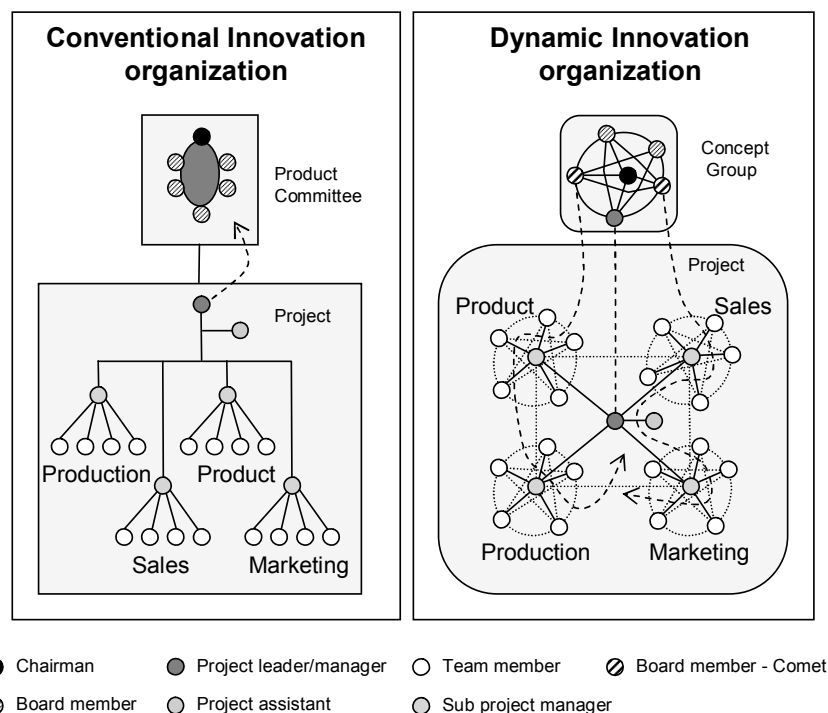 Conventional Innovation
organization
Product
Committee
Project
Production
Product
Sales
Marketing
Dynamic Innovation
organization
Concept
Group
Project
Product
Sales
Production
Marketing
Chairman
Project leader/manager
Team member
Board member - Comet
Board member
Project assistant
Sub project manager